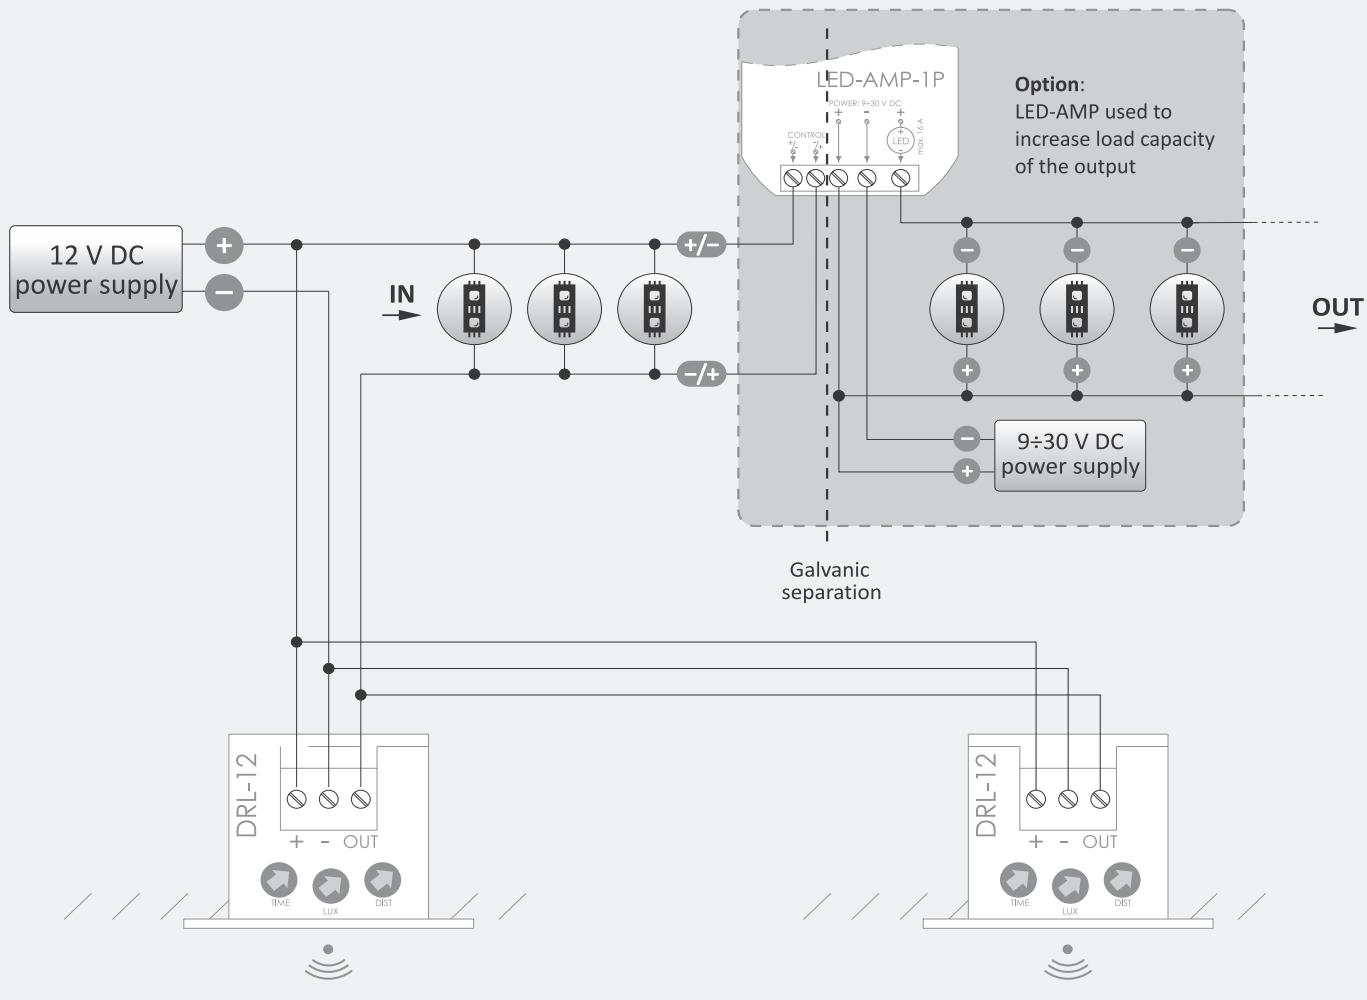 LED-AMP-1P
POWER: 9÷30 V DC
+ - +
CONTROL
+/- -/+
+
LED
-
max. 16 A
Option:
LED-AMP used to
increase load capacity
of the output
12 V DC
power supply
+
−
IN
+/−
−/+
− − −
+ + +
OUT
9÷30 V DC
power supply
−
+
Galvanic
separation
DRL-12
+ - OUT
TIME
LUX
DIST
DRL-12
+ - OUT
TIME
LUX
DIST